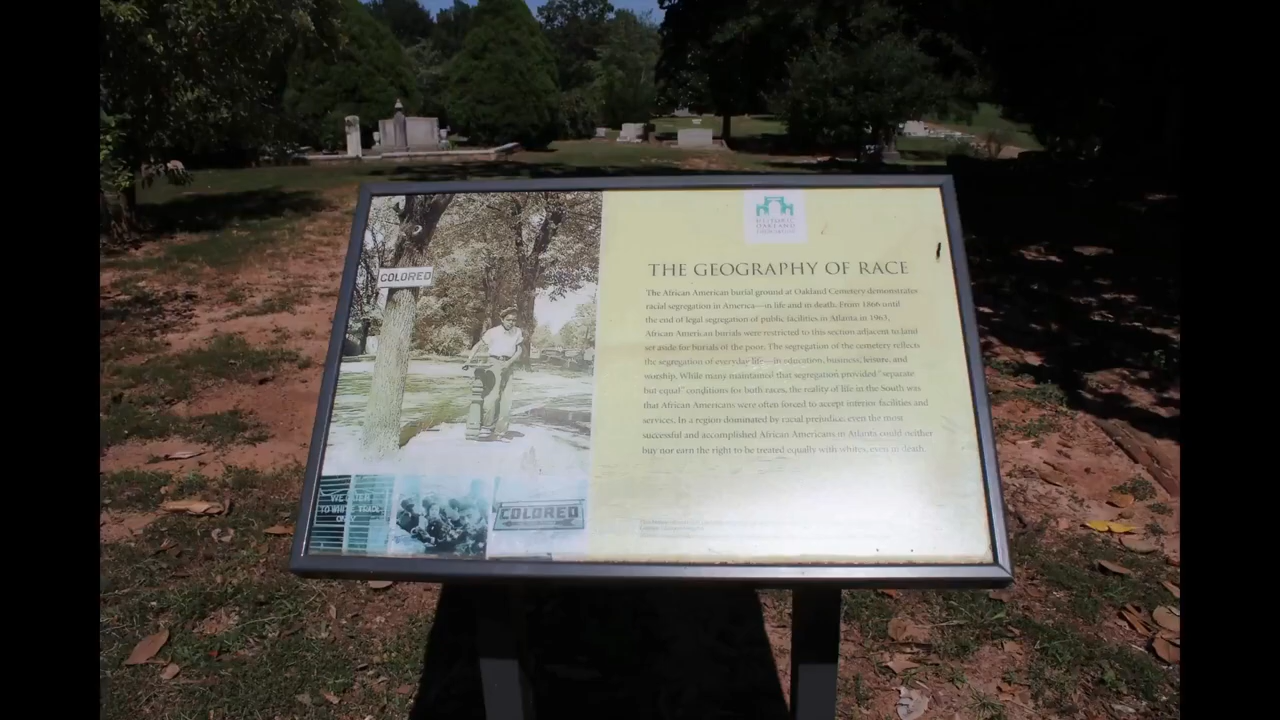 HISTORIC
OAKLAND
COLORED
THE GEOGRAPHY OF RACE
The African American burial ground at Oakland Cemetery demonstrates
racial segregation in America—in life and in death. From 1866 until
the end of legal segregation of public facilities in Atlanta in 1963,
African American burials were restricted to this section adjacent to land
set aside for burials of the poor. The segregation of the cemetery reflects
the segregation of everyday life—in education, business, leisure, and
worship. While many maintained that segregation provided "separate
but equal" conditions for both races, the reality of life in the South was
that African Americans were often forced to accept inferior facilities and
services. In a region dominated by racial prejudice, even the most
successful and accomplished African Americans in Atlanta could neither
buy nor earn the right to be treated equally with whites, even in death.
WE CATER
TO WHITE TRADE
ONLY
COLORED